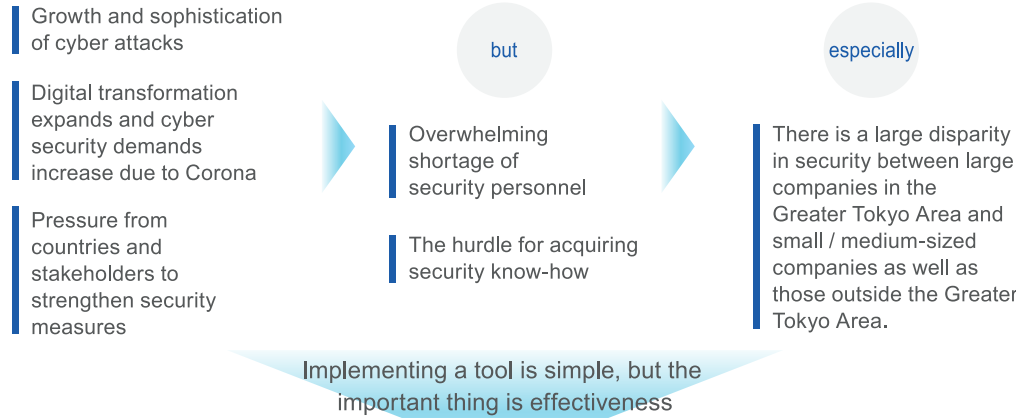 Growth and sophistication
of cyber attacks
Digital transformation
expands and cyber
security demands
increase due to Corona
Pressure from
countries and
stakeholders to
strengthen security
measures
but
Overwhelming
shortage of
security personnel
The hurdle for acquiring
security know-how
especially
There is a large disparity
in security between large
companies in the
Greater Tokyo Area and
small / medium-sized
companies as well as
those outside the Greater
Tokyo Area.
Implementing a tool is simple, but the
important thing is effectiveness